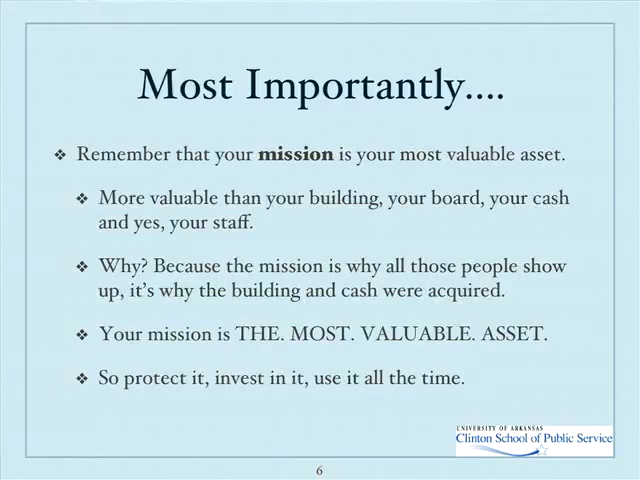 Most Importantly....
❖ Remember that your mission is your most valuable asset.
❖ More valuable than your building, your board, your cash
and yes, your staff.
❖ Why? Because the mission is why all those people show
up, it's why the building and cash were acquired.
❖ Your mission is THE. MOST. VALUABLE. ASSET.
❖ So protect it, invest in it, use it all the time.
UNIVERSITY OF ARKANSAS
Clinton School of Public Service
6